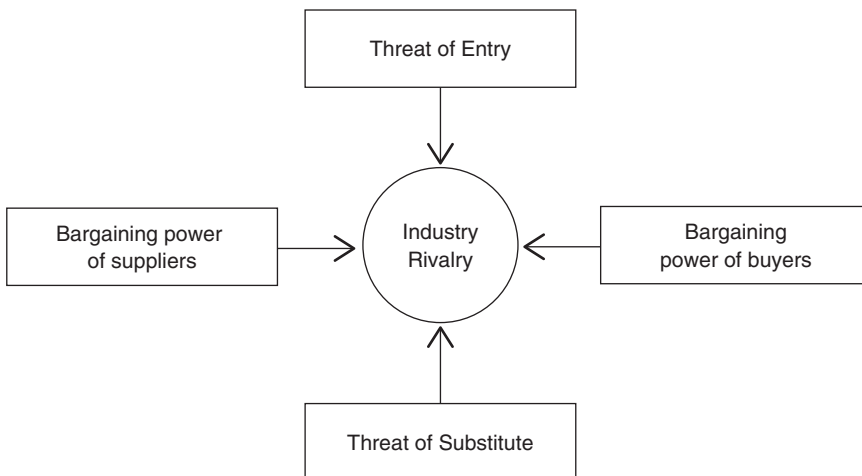 Threat of Entry
Bargaining power
of suppliers
Industry
Rivalry
Bargaining
power of buyers
Threat of Substitute